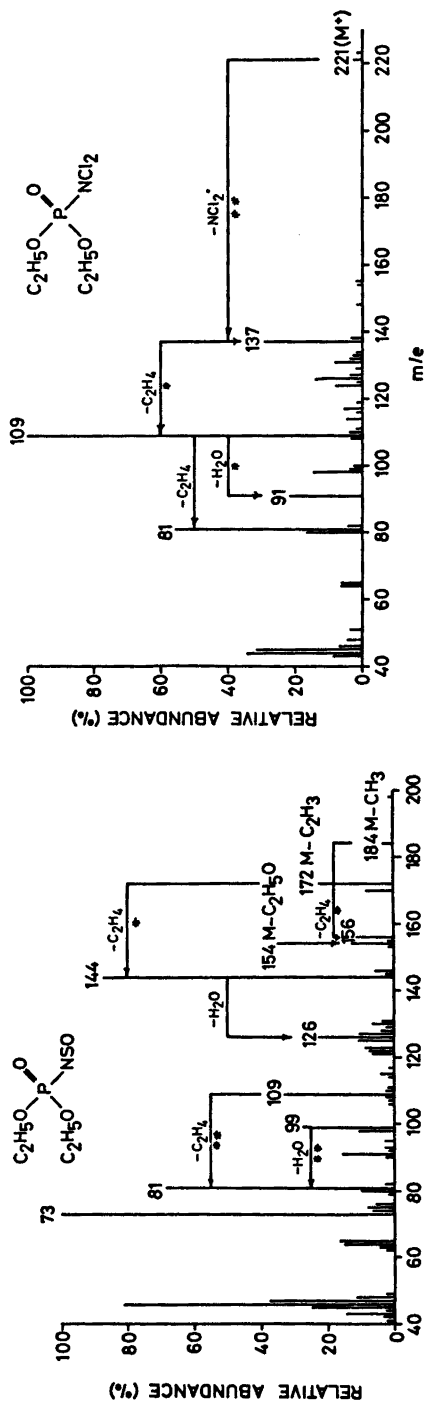 C₂H₅O
C₂H₅O
O
P
NSO
RELATIVE ABUNDANCE (%)
100
80
60
40
20
0
73
81
-C₂H₄
**
109
99
-H₂O
**
144
-H₂O
126
-C₂H₄
*
154 M-C₂H₅O
-C₂H₄
*
156
172 M-C₂H₃
184 M-CH₃
40
60
80
100
120
140
160
180
200
C₂H₅O
C₂H₅O
O
P
NCl₂
RELATIVE ABUNDANCE (%)
100
80
60
40
20
0
109
81
-C₂H₄
-H₂O
*
91
-C₂H₄
*
137
-NCl₂•
**
221 (M⁺)
40
60
80
100
120
140
160
180
200
220
m/e